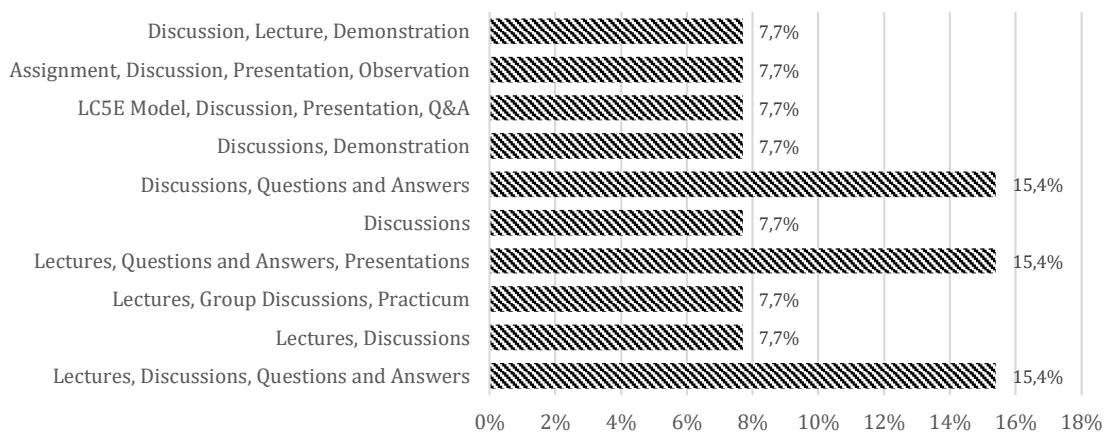 Discussion, Lecture, Demonstration 7,7%
Assignment, Discussion, Presentation, Observation 7,7%
LC5E Model, Discussion, Presentation, Q&A 7,7%
Discussions, Demonstration 7,7%
Discussions, Questions and Answers 15,4%
Discussions 7,7%
Lectures, Questions and Answers, Presentations 15,4%
Lectures, Group Discussions, Practicum 7,7%
Lectures, Discussions 7,7%
Lectures, Discussions, Questions and Answers 15,4%
0% 2% 4% 6% 8% 10% 12% 14% 16% 18%